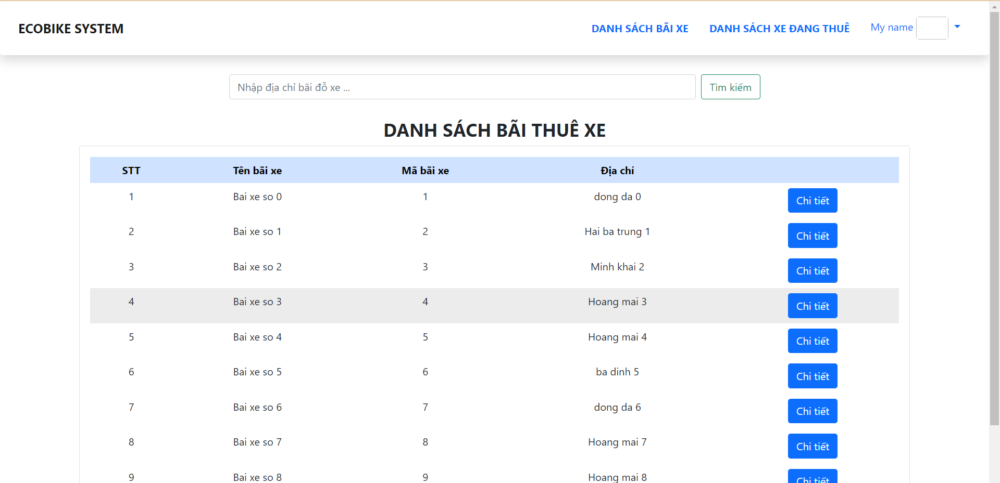 ECOBIKE SYSTEM DANH SÁCH BÃI XE DANH SÁCH XE ĐANG THUÊ My name
Nhập địa chỉ bãi đỗ xe ... Tìm kiếm
DANH SÁCH BÃI THUÊ XE
STT Tên bãi xe Mã bãi xe Địa chỉ
1 Bai xe so 0 1 dong da 0 Chi tiết
2 Bai xe so 1 2 Hai ba trung 1 Chi tiết
3 Bai xe so 2 3 Minh khai 2 Chi tiết
4 Bai xe so 3 4 Hoang mai 3 Chi tiết
5 Bai xe so 4 5 Hoang mai 4 Chi tiết
6 Bai xe so 5 6 ba dinh 5 Chi tiết
7 Bai xe so 6 7 dong da 6 Chi tiết
8 Bai xe so 7 8 Hoang mai 7 Chi tiết
9 Bai xe so 8 9 Hoang mai 8 Chi tiết